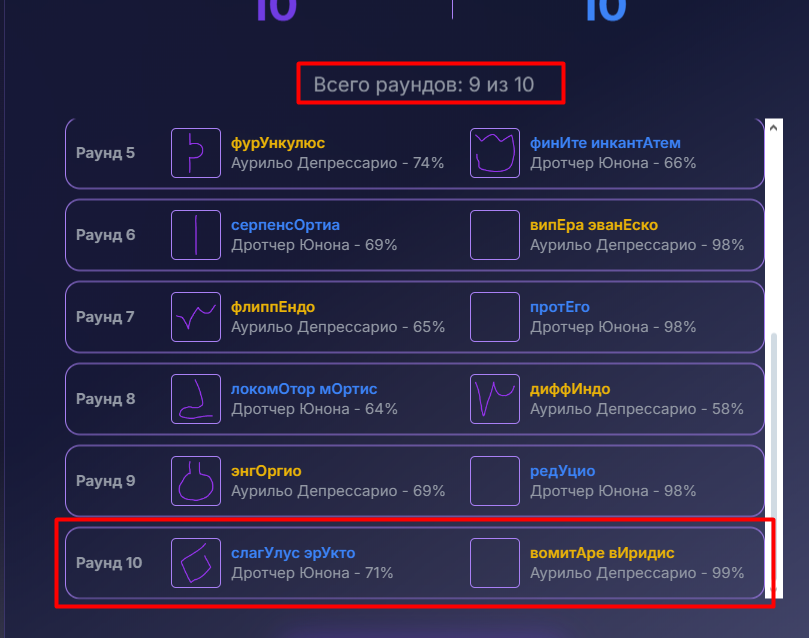 10 10
Всего раундов: 9 из 10
Раунд 5
фурУнкулюс
Аурильо Депрессарио - 74%
финИте инкантАтем
Дротчер Юнона - 66%
Раунд 6
серпенсОртиа
Дротчер Юнона - 69%
випЕра эванЕско
Аурильо Депрессарио - 98%
Раунд 7
флиппЕндо
Аурильо Депрессарио - 65%
протЕго
Дротчер Юнона - 98%
Раунд 8
локомОтор мОртис
Дротчер Юнона - 64%
диффИндо
Аурильо Депрессарио - 58%
Раунд 9
энгОргио
Аурильо Депрессарио - 69%
редУцио
Дротчер Юнона - 98%
Раунд 10
слагУлус эрУкто
Дротчер Юнона - 71%
вомитАре вИридис
Аурильо Депрессарио - 99%